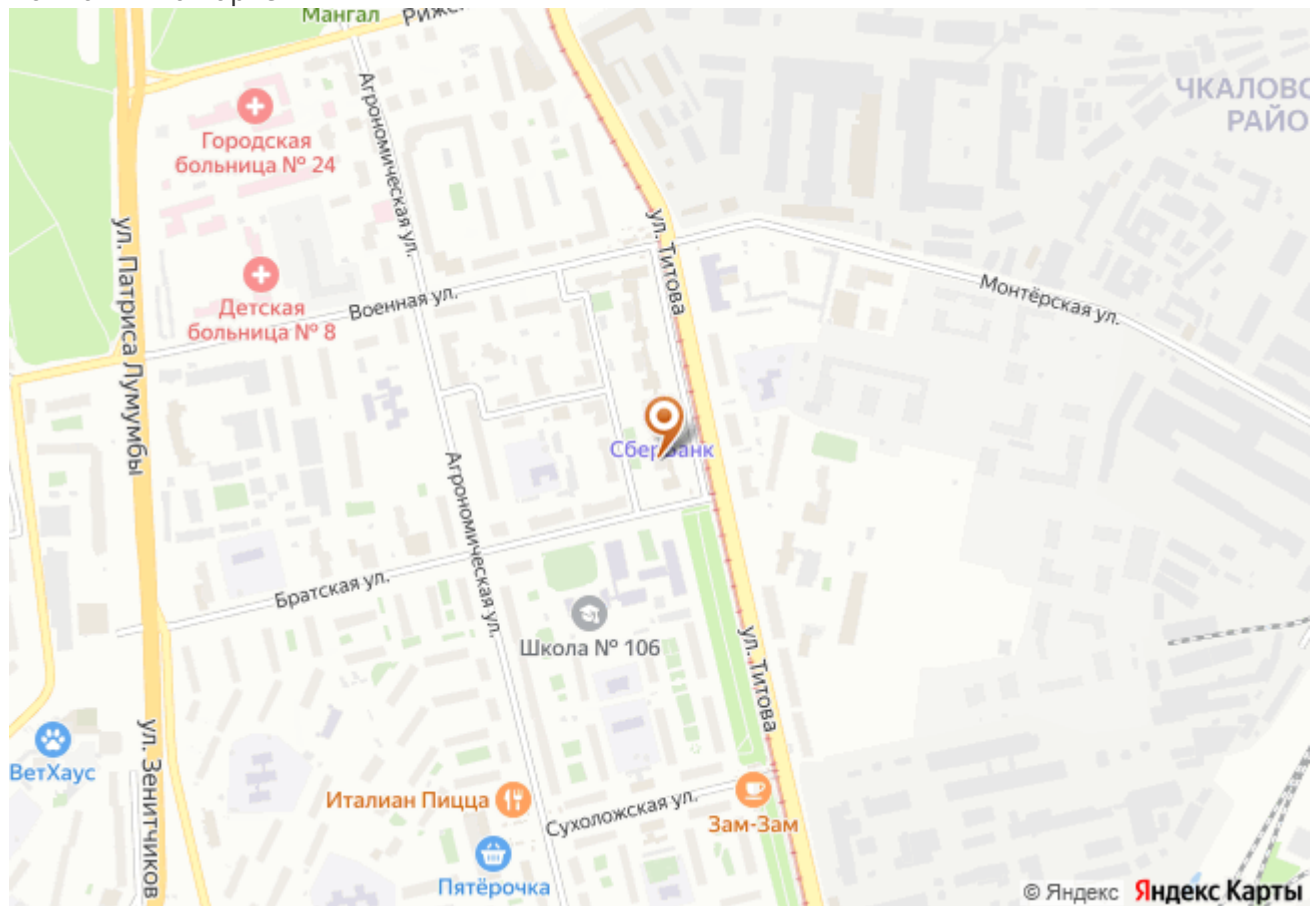 Мангал
Рижск
ЧКАЛОВС
РАЙО
Агрономическая ул.
Городская
больница № 24
ул. Титова
ул. Патриса Лумумбы
Детская
больница № 8
Военная ул.
Монтёрская ул.
Сбербанк
Агрономическая ул.
Братская ул.
Школа № 106
ул. Титова
ВетХаус
ул. Зенитчиков
Италиан Пицца
Сухоложская ул.
Зам-Зам
Пятёрочка
© Яндекс Яндекс Карты